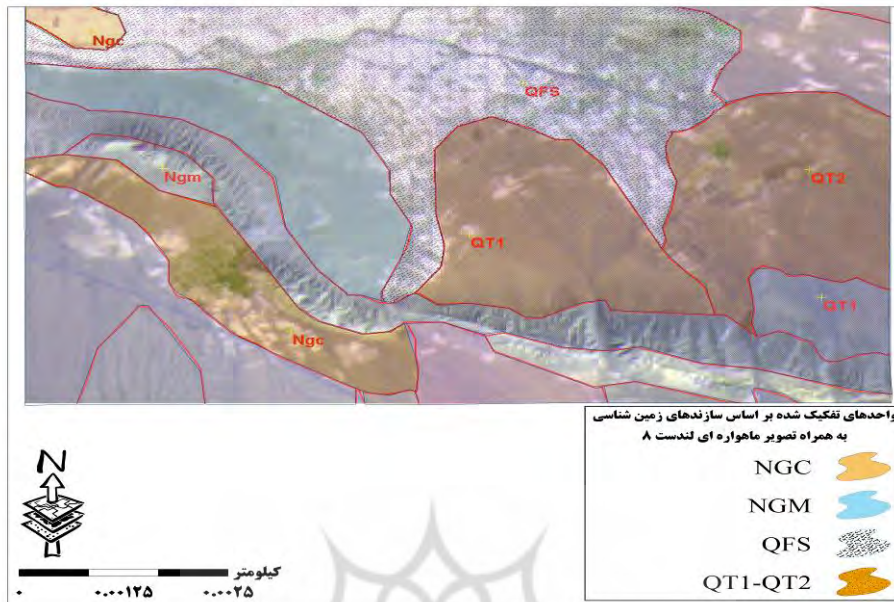 Ngc
QFS
Ngm
QT2
QT1
QT1
Ngc
واحدهای تفکیک شده بر اساس سازندهای زمین شناسی
به همراه تصویر ماهواره ای لندست ۸
NGC
NGM
QFS
QT1-QT2
N
کیلومتر
۰ ۰.۰۰۱۲۵ ۰.۰۰۲۵